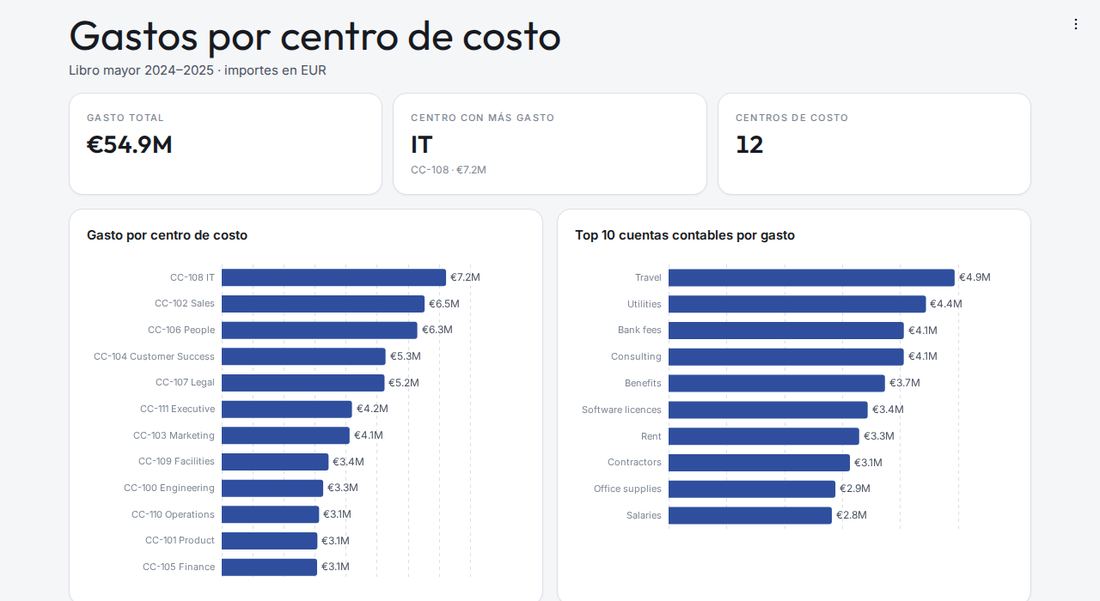 Gastos por centro de costo
Libro mayor 2024–2025 · importes en EUR
GASTO TOTAL
€54.9M
CENTRO CON MÁS GASTO
IT
CC-108 · €7.2M
CENTROS DE COSTO
12
Gasto por centro de costo
CC-108 IT €7.2M
CC-102 Sales €6.5M
CC-106 People €6.3M
CC-104 Customer Success €5.3M
CC-107 Legal €5.2M
CC-111 Executive €4.2M
CC-103 Marketing €4.1M
CC-109 Facilities €3.4M
CC-100 Engineering €3.3M
CC-110 Operations €3.1M
CC-101 Product €3.1M
CC-105 Finance €3.1M
Top 10 cuentas contables por gasto
Travel €4.9M
Utilities €4.4M
Bank fees €4.1M
Consulting €4.1M
Benefits €3.7M
Software licences €3.4M
Rent €3.3M
Contractors €3.1M
Office supplies €2.9M
Salaries €2.8M